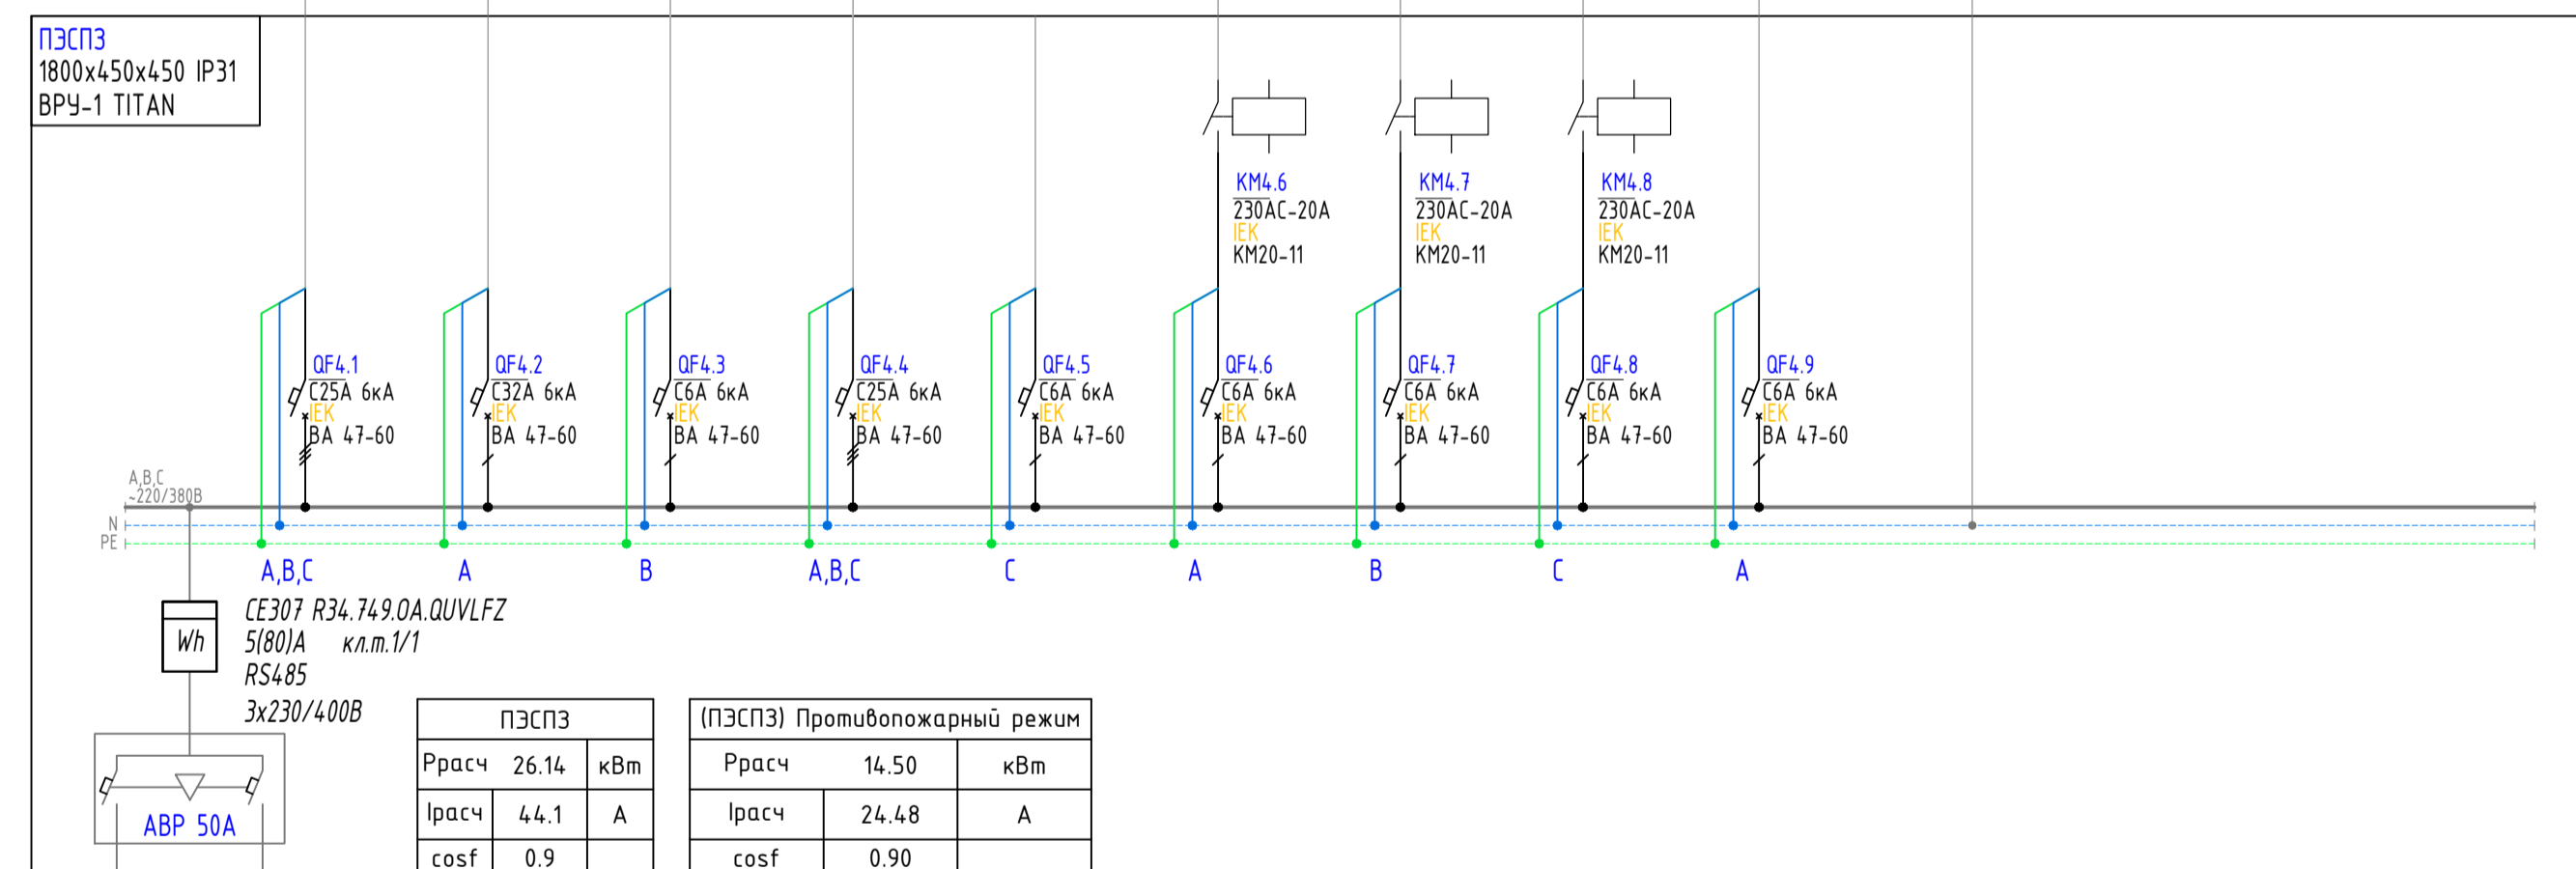 ПЭСПЗ
1800х450х450 IP31
ВРУ-1 TITAN
KM4.6
230AC-20A
IEK
KM20-11
KM4.7
230AC-20A
IEK
KM20-11
KM4.8
230AC-20A
IEK
KM20-11
QF4.1
C25A 6кА
IEK
ВА 47-60
QF4.2
C32A 6кА
IEK
ВА 47-60
QF4.3
C6A 6кА
IEK
ВА 47-60
QF4.4
C25A 6кА
IEK
ВА 47-60
QF4.5
C6A 6кА
IEK
ВА 47-60
QF4.6
C6A 6кА
IEK
ВА 47-60
QF4.7
C6A 6кА
IEK
ВА 47-60
QF4.8
C6A 6кА
IEK
ВА 47-60
QF4.9
C6A 6кА
IEK
ВА 47-60
A,B,C
~220/380В
N
PE
A,B,C A B A,B,C C A B C A
Wh
CE307 R34.749.OA.QUVLFZ
5(80)А кл.т.1/1
RS485
3х230/400В
АВР 50А
ПЭСПЗ
Ррасч 26.14 кВт
Iрасч 44.1 А
cosf 0.9
(ПЭСПЗ) Противопожарный режим
Ррасч 14.50 кВт
Iрасч 24.48 А
cosf 0.90